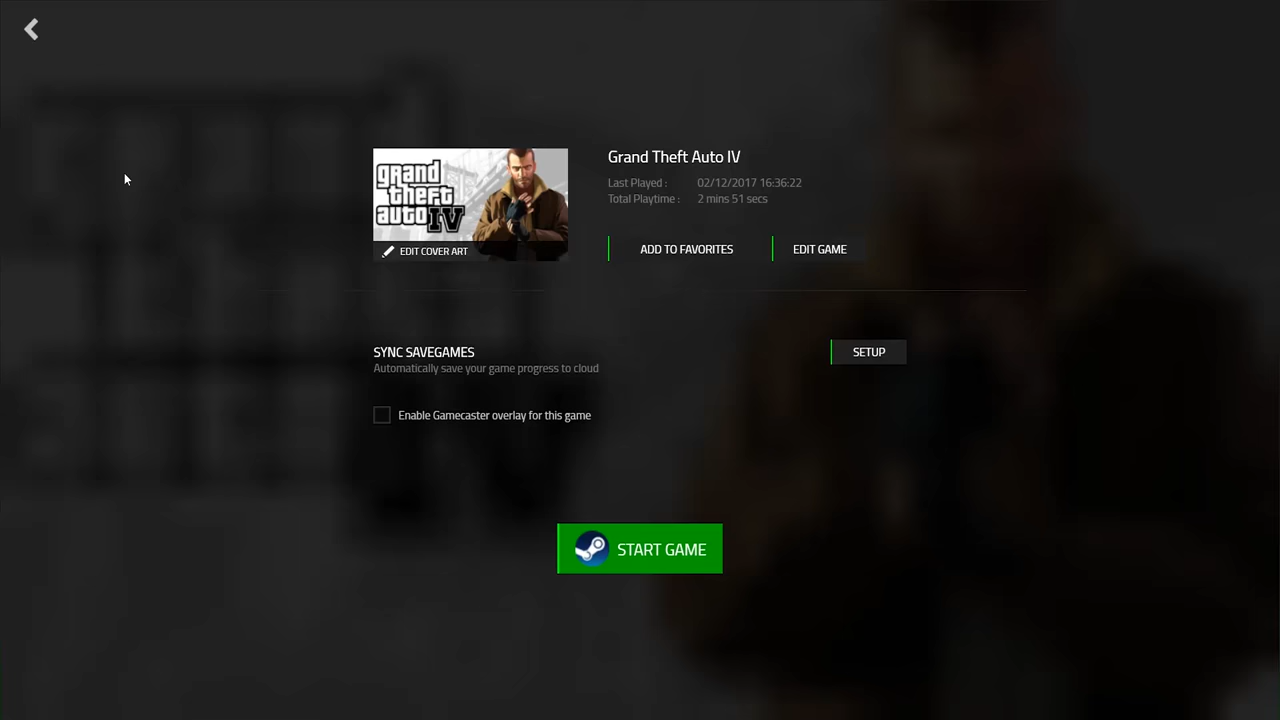 Grand Theft Auto IV
grand
theft
auto IV
EDIT COVER ART
Last Played : 02/12/2017 16:36:22
Total Playtime : 2 mins 51 secs
ADD TO FAVORITES
EDIT GAME
SYNC SAVEGAMES
Automatically save your game progress to cloud
SETUP
Enable Gamecaster overlay for this game
START GAME